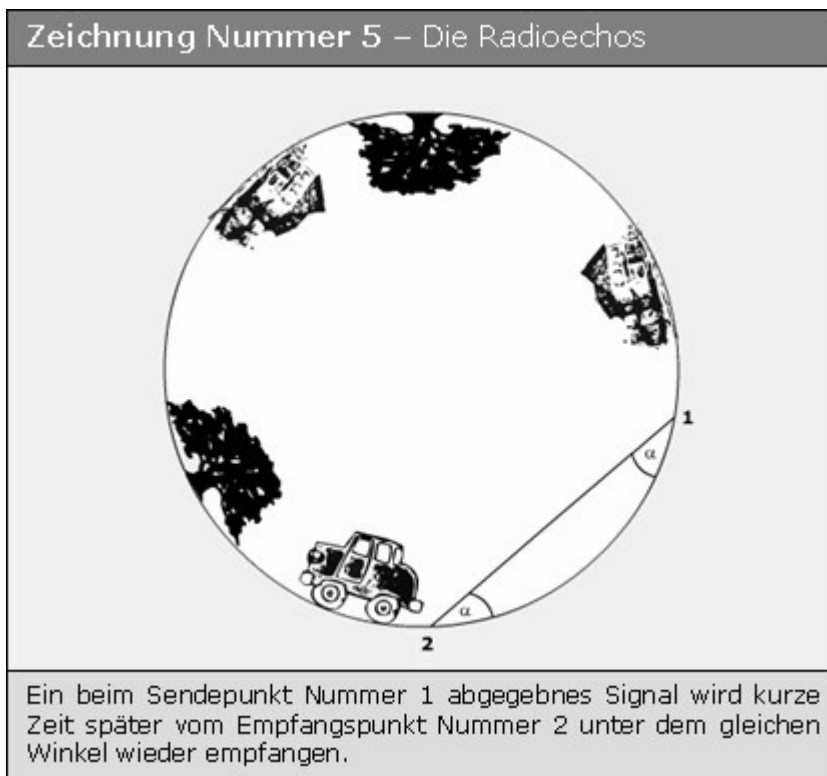 Zeichnung Nummer 5 – Die Radioechos
1
α
α
2
Ein beim Sendepunkt Nummer 1 abgegebnes Signal wird kurze
Zeit später vom Empfangspunkt Nummer 2 unter dem gleichen
Winkel wieder empfangen.